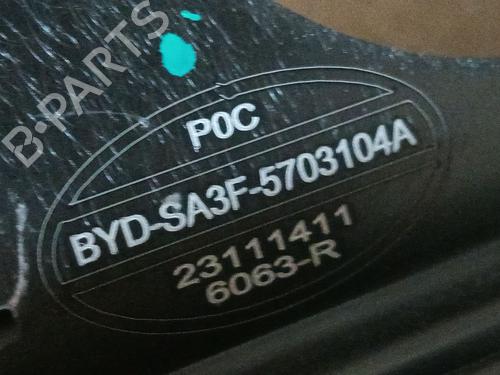 B-PARTS
P0C
BYD-SA3F-5703104A
23111411
6063-R